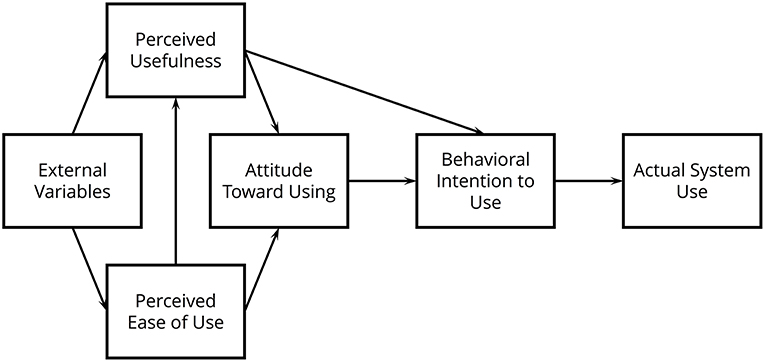 Perceived
Usefulness
External
Variables
Attitude
Toward Using
Behavioral
Intention to
Use
Actual System
Use
Perceived
Ease of Use